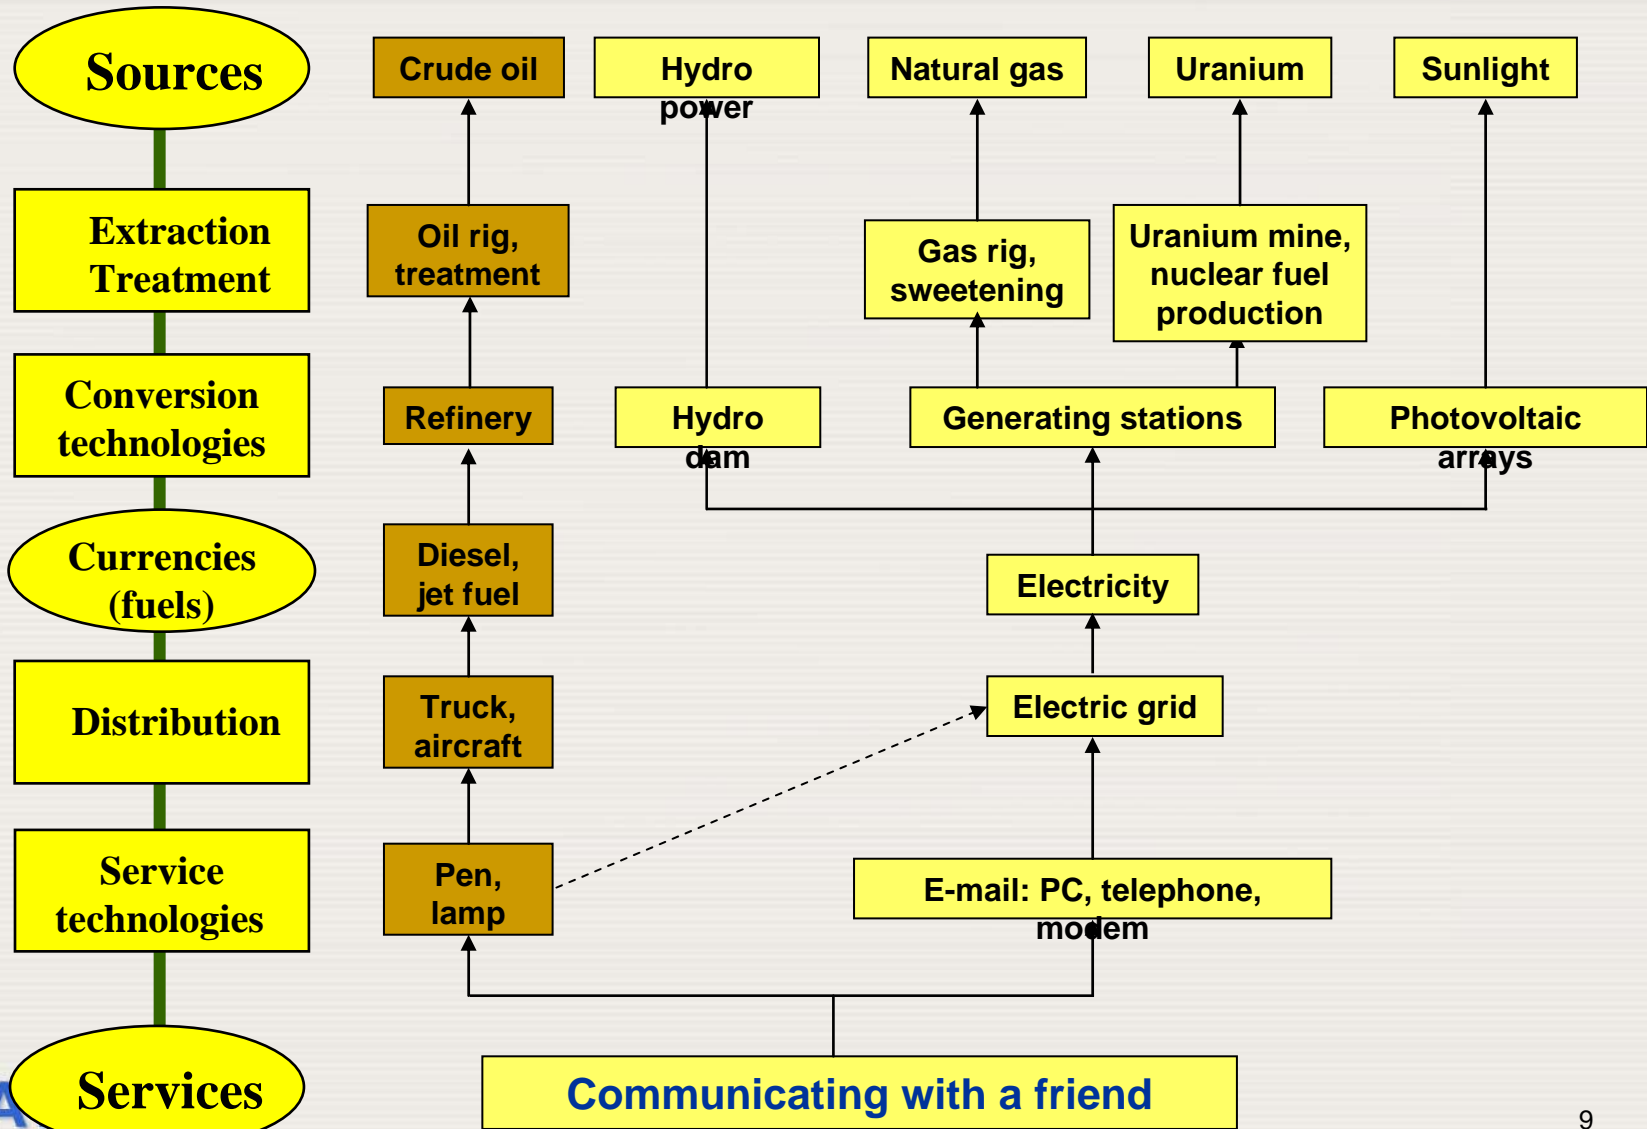 Sources
Crude oil
Hydro
power
Natural gas
Uranium
Sunlight
Extraction
Treatment
Oil rig,
treatment
Gas rig,
sweetening
Uranium mine,
nuclear fuel
production
Conversion
technologies
Refinery
Hydro
dam
Generating stations
Photovoltaic
arrays
Currencies
(fuels)
Diesel,
jet fuel
Electricity
Distribution
Truck,
aircraft
Electric grid
Service
technologies
Pen,
lamp
E-mail: PC, telephone,
modem
Services
Communicating with a friend
9